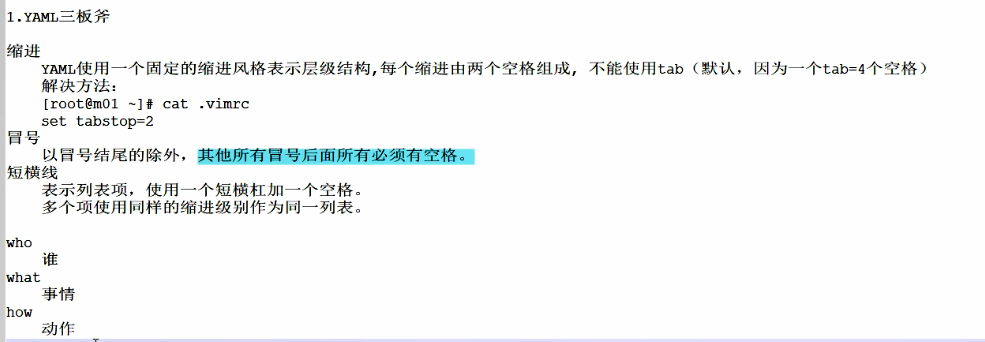 1.YAML三板斧
缩进
YAML使用一个固定的缩进风格表示层级结构,每个缩进由两个空格组成, 不能使用tab（默认，因为一个tab=4个空格）
解决方法：
[root@m01 ~]# cat .vimrc
set tabstop=2
冒号
以冒号结尾的除外，其他所有冒号后面所有必须有空格。
短横线
表示列表项，使用一个短横杠加一个空格。
多个项使用同样的缩进级别作为同一列表。
who
谁
what
事情
how
动作